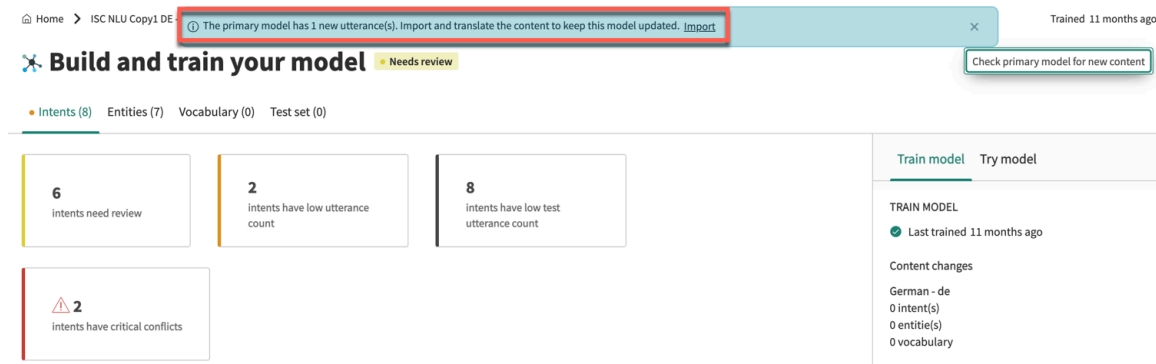 Home > ISC NLU Copy1 DE -
The primary model has 1 new utterance(s). Import and translate the content to keep this model updated. Import
Trained 11 months ago
Build and train your model
Needs review
Check primary model for new content
Intents (8) Entities (7) Vocabulary (0) Test set (0)
6
intents need review
2
intents have low utterance
count
8
intents have low test
utterance count
2
intents have critical conflicts
Train model Try model
TRAIN MODEL
Last trained 11 months ago
Content changes
German - de
0 intent(s)
0 entitie(s)
0 vocabulary